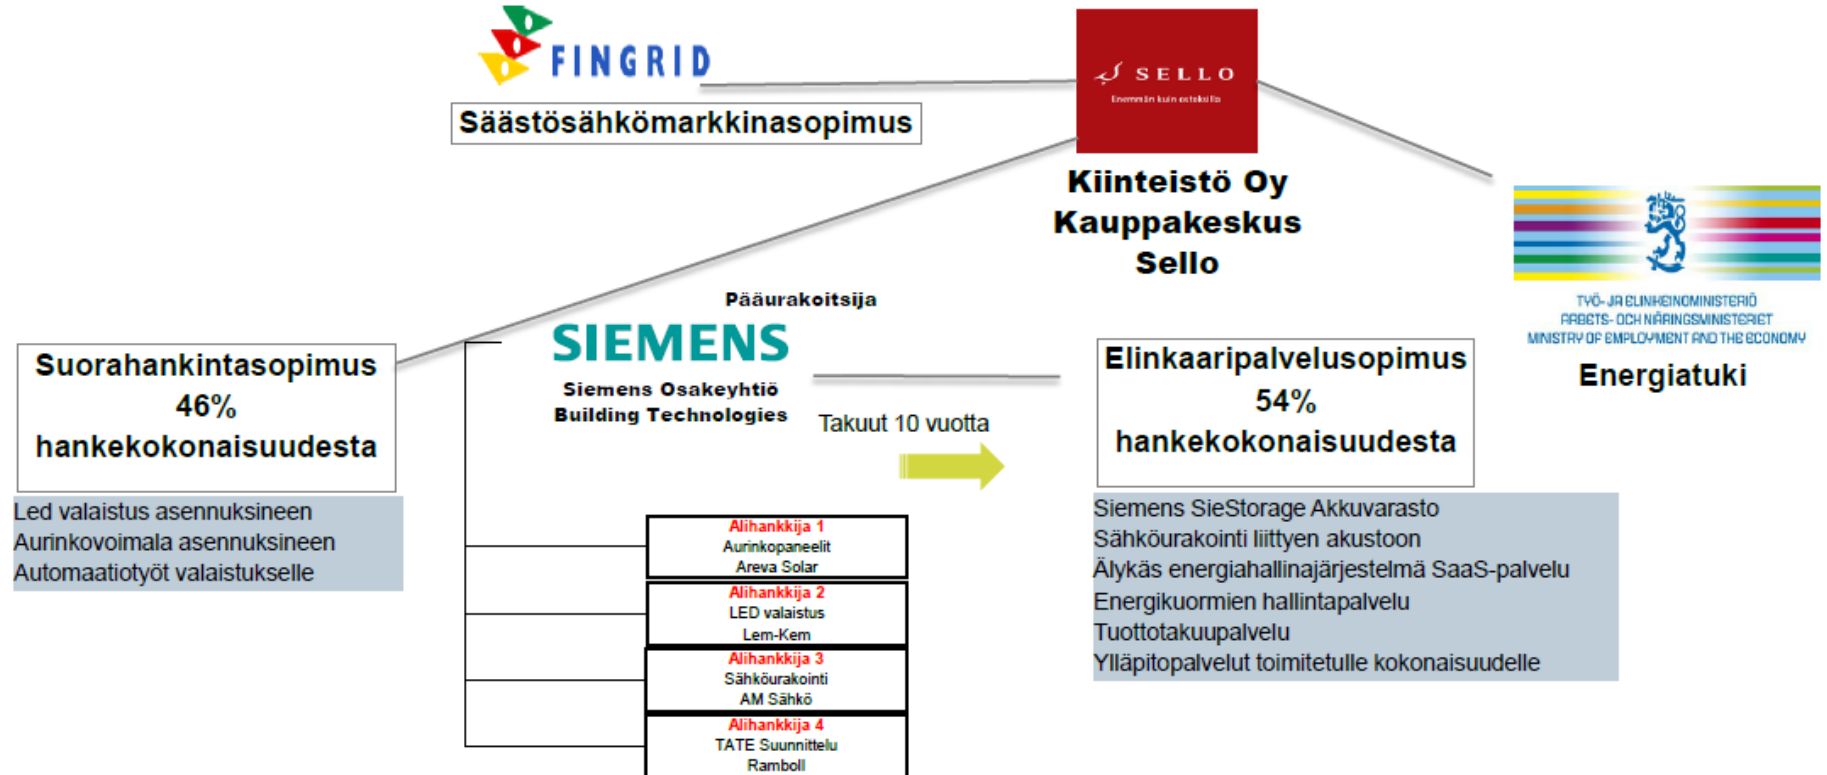 FINGRID
Säästösähkömarkkinasopimus
SELLO
Enemmän kuin ostoksilla
Kiinteistö Oy
Kauppakeskus
Sello
TYÖ- JA ELINKEINOMINISTERIÖ
ARBETS- OCH NÄRINGSMINISTERIET
MINISTRY OF EMPLOYMENT AND THE ECONOMY
Energiatuki
Pääurakoitsija
SIEMENS
Siemens Osakeyhtiö
Building Technologies
Takuut 10 vuotta
Suorahankintasopimus
46%
hankekokonaisuudesta
Led valaistus asennuksineen
Aurinkovoimala asennuksineen
Automaatiotyöt valaistukselle
Elinkaaripalvelusopimus
54%
hankekokonaisuudesta
Siemens SieStorage Akkuvarasto
Sähköurakointi liittyen akustoon
Älykäs energiahallinajärjestelmä SaaS-palvelu
Energikuormien hallintapalvelu
Tuottotakuupalvelu
Ylläpitopalvelut toimitetulle kokonaisuudelle
Alihankkija 1
Aurinkopaneelit
Areva Solar
Alihankkija 2
LED valaistus
Lem-Kem
Alihankkija 3
Sähköurakointi
AM Sähkö
Alihankkija 4
TATE Suunnittelu
Ramboll